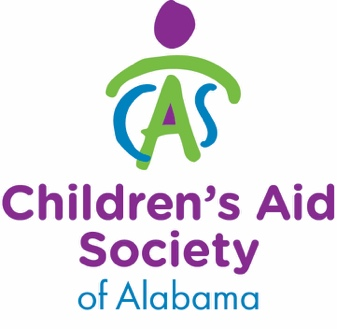 CAS
Children's Aid
Society
of Alabama